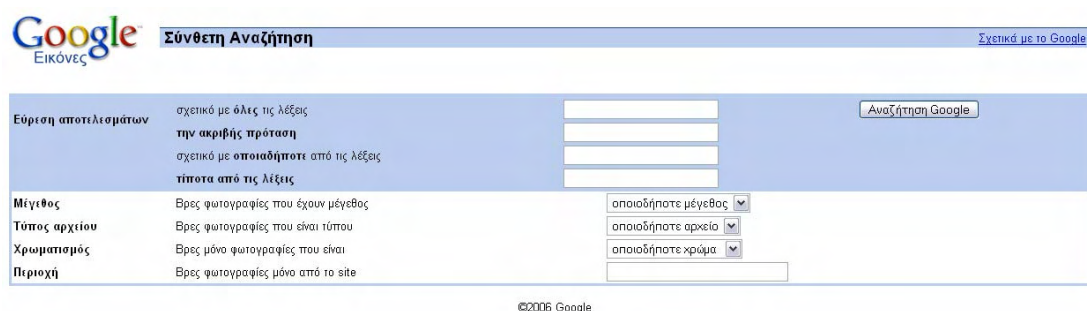 Google Σύνθετη Αναζήτηση Σχετικά με το Google
Εικόνες
Εύρεση αποτελεσμάτων σχετικό με όλες τις λέξεις Αναζήτηση Google
την ακριβής πρόταση
σχετικό με οποιαδήποτε από τις λέξεις
τίποτα από τις λέξεις
Μέγεθος Βρες φωτογραφίες που έχουν μέγεθος οποιοδήποτε μέγεθος
Τύπος αρχείου Βρες φωτογραφίες που είναι τύπου οποιοδήποτε αρχείο
Χρωματισμός Βρες μόνο φωτογραφίες που είναι οποιοδήποτε χρώμα
Περιοχή Βρες φωτογραφίες μόνο από το site
©2006 Google